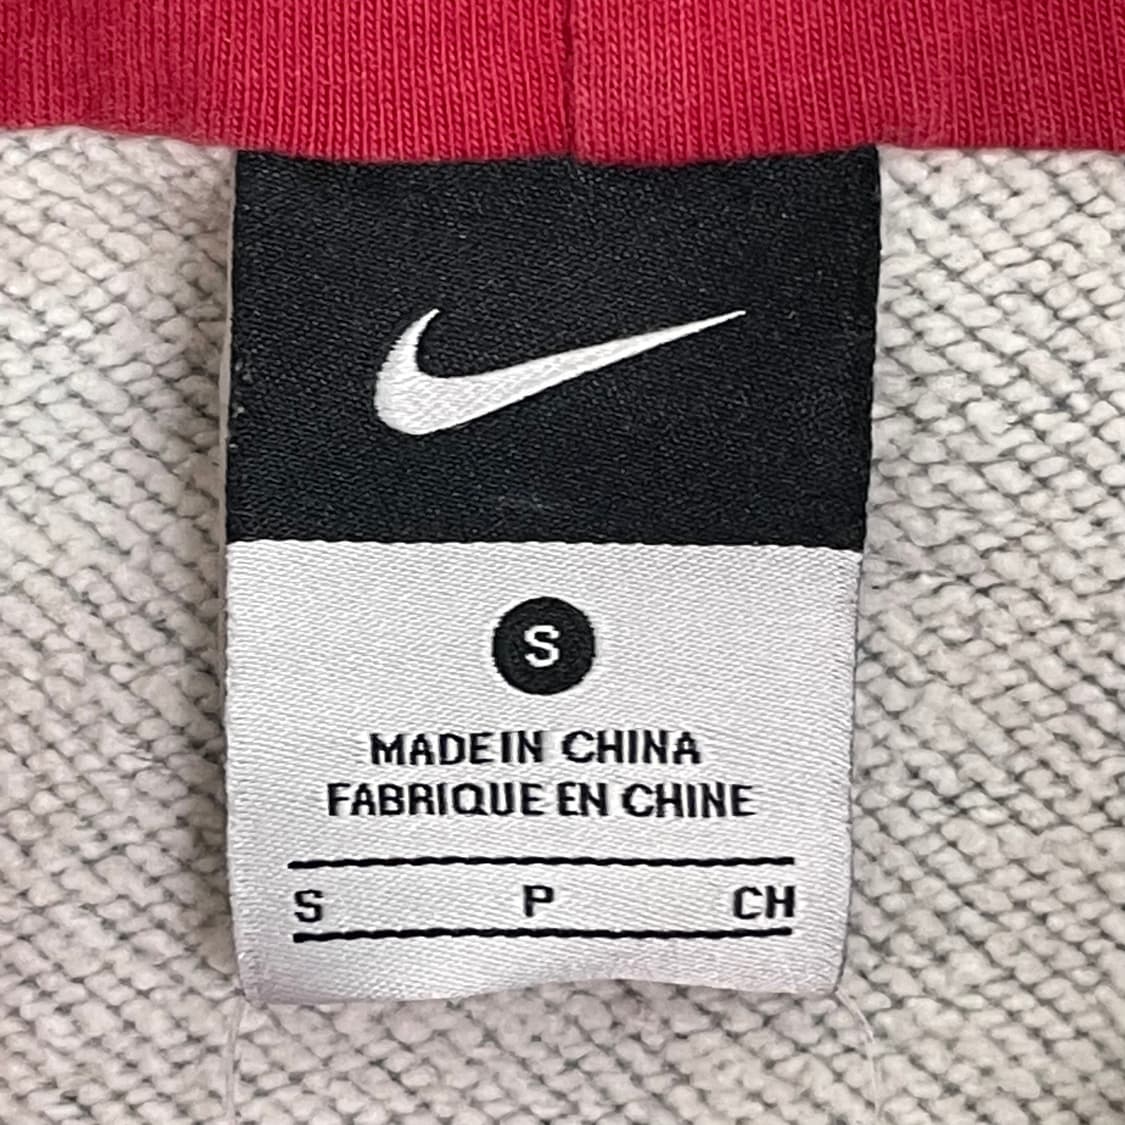 S
MADE IN CHINA
FABRIQUE EN CHINE
S P CH